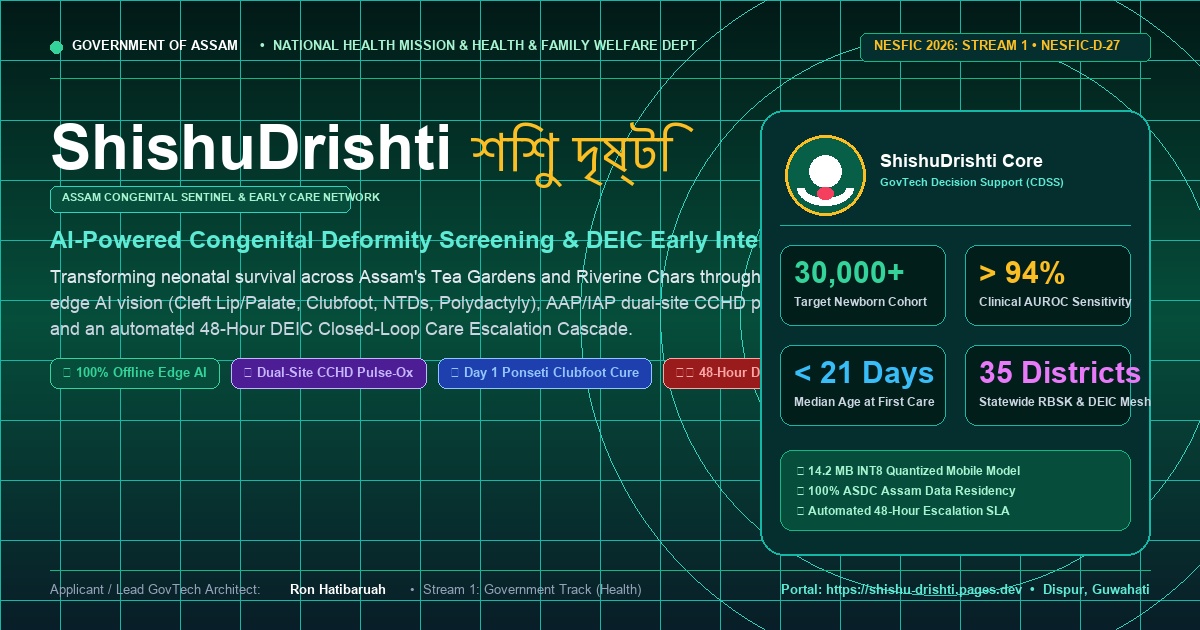 GOVERNMENT OF ASSAM • NATIONAL HEALTH MISSION & HEALTH & FAMILY WELFARE DEPT
NESFIC 2026: STREAM 1 • NESFIC-D-27
ShishuDrishti শিশু দৃষ্টি
ASSAM CONGENITAL SENTINEL & EARLY CARE NETWORK
AI-Powered Congenital Deformity Screening & DEIC Early Inte
Transforming neonatal survival across Assam's Tea Gardens and Riverine Chars through
edge AI vision (Cleft Lip/Palate, Clubfoot, NTDs, Polydactyly), AAP/IAP dual-site CCHD p
and an automated 48-Hour DEIC Closed-Loop Care Escalation Cascade.
100% Offline Edge AI
Dual-Site CCHD Pulse-Ox
Day 1 Ponseti Clubfoot Cure
48-Hour D
ShishuDrishti Core
GovTech Decision Support (CDSS)
30,000+
Target Newborn Cohort
> 94%
Clinical AUROC Sensitivity
< 21 Days
Median Age at First Care
35 Districts
Statewide RBSK & DEIC Mesh
14.2 MB INT8 Quantized Mobile Model
100% ASDC Assam Data Residency
Automated 48-Hour Escalation SLA
Applicant / Lead GovTech Architect: Ron Hatibaruah • Stream 1: Government Track (Health)
Portal: https://shishu-drishti.pages.dev • Dispur, Guwahati